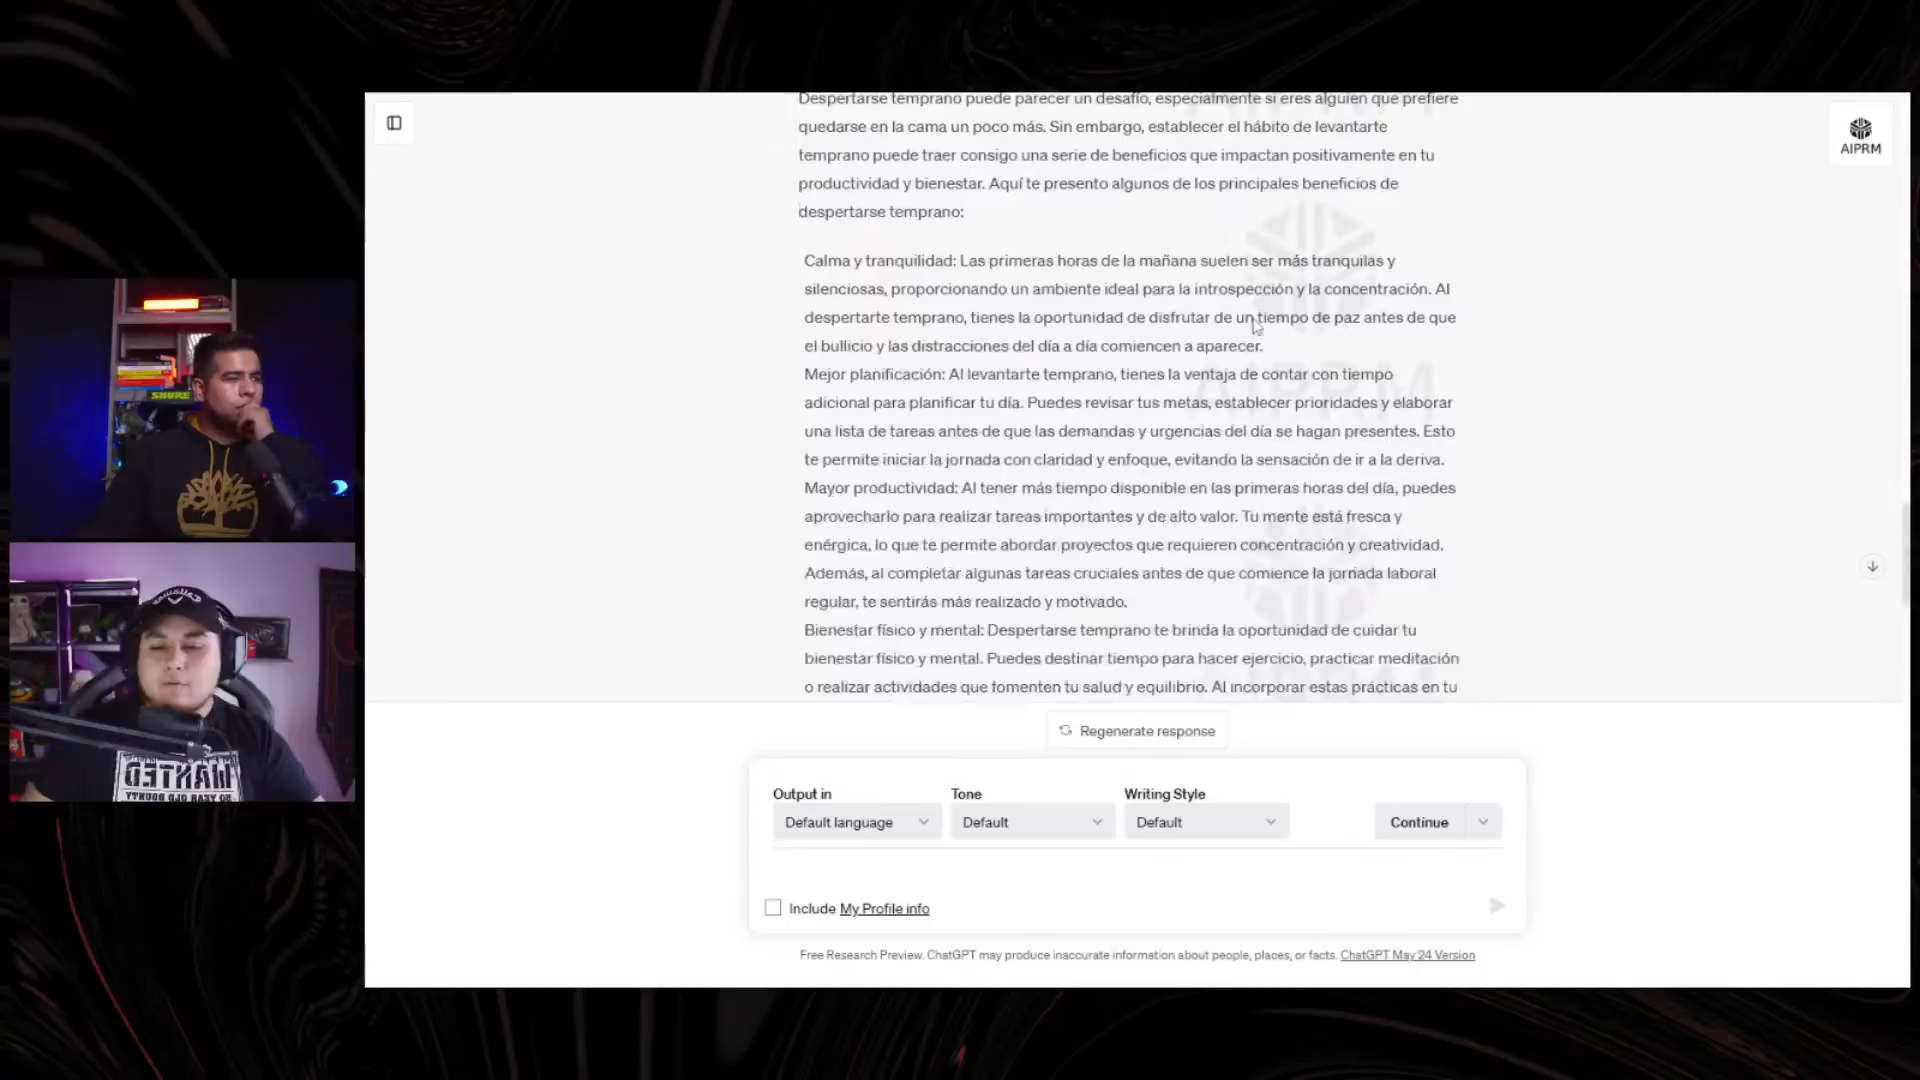 Despertarse temprano puede parecer un desafío, especialmente si eres alguien que prefiere
quedarse en la cama un poco más. Sin embargo, establecer el hábito de levantarte
temprano puede traer consigo una serie de beneficios que impactan positivamente en tu
productividad y bienestar. Aquí te presento algunos de los principales beneficios de
despertarse temprano:
Calma y tranquilidad: Las primeras horas de la mañana suelen ser más tranquilas y
silenciosas, proporcionando un ambiente ideal para la introspección y la concentración. Al
despertarte temprano, tienes la oportunidad de disfrutar de un tiempo de paz antes de que
el bullicio y las distracciones del día a día comiencen a aparecer.
Mejor planificación: Al levantarte temprano, tienes la ventaja de contar con tiempo
adicional para planificar tu día. Puedes revisar tus metas, establecer prioridades y elaborar
una lista de tareas antes de que las demandas y urgencias del día se hagan presentes. Esto
te permite iniciar la jornada con claridad y enfoque, evitando la sensación de ir a la deriva.
Mayor productividad: Al tener más tiempo disponible en las primeras horas del día, puedes
aprovecharlo para realizar tareas importantes y de alto valor. Tu mente está fresca y
enérgica, lo que te permite abordar proyectos que requieren concentración y creatividad.
Además, al completar algunas tareas cruciales antes de que comience la jornada laboral
regular, te sentirás más realizado y motivado.
Bienestar físico y mental: Despertarse temprano te brinda la oportunidad de cuidar tu
bienestar físico y mental. Puedes destinar tiempo para hacer ejercicio, practicar meditación
o realizar actividades que fomenten tu salud y equilibrio. Al incorporar estas prácticas en tu
AIPRM
AIPRM
Regenerate response
Output in
Tone
Writing Style
Default language
Default
Default
Continue
Include My Profile info
Free Research Preview. ChatGPT may produce inaccurate information about people, places, or facts. ChatGPT May 24 Version
SHURE
WANTED